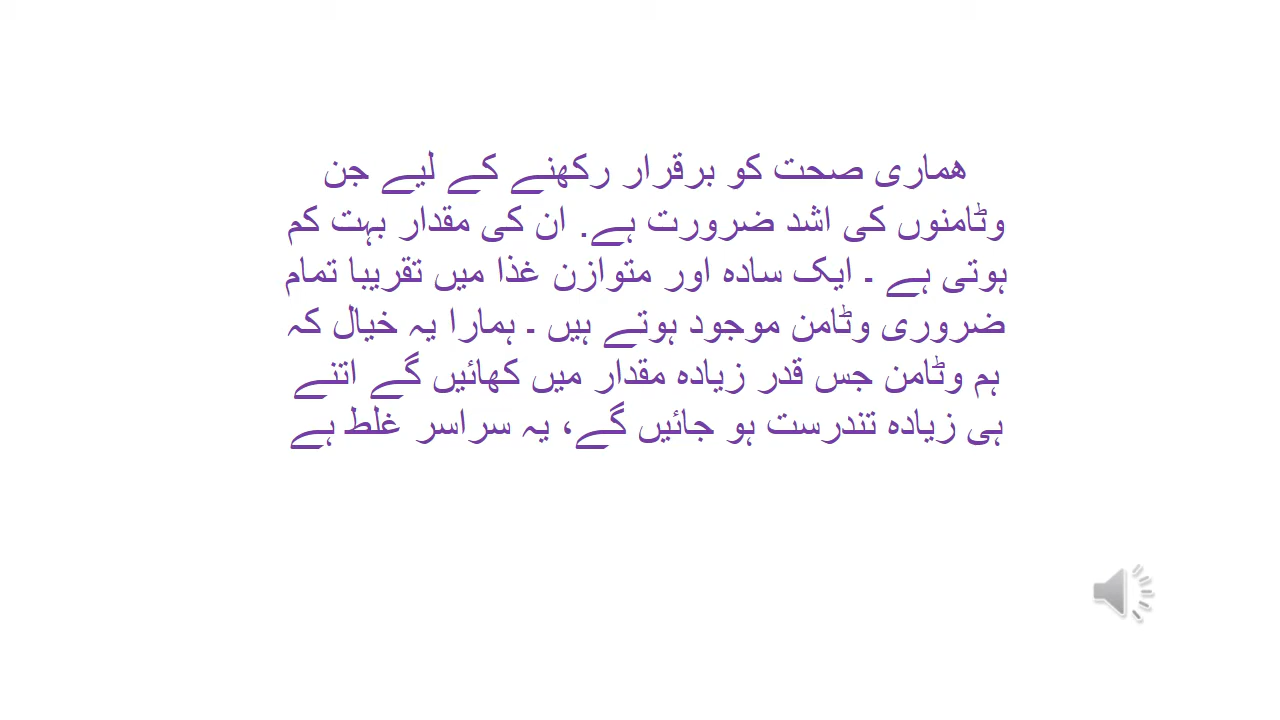 ھماری صحت کو برقرار رکھنے کے لیے جن
وٹامنوں کی اشد ضرورت ہے. ان کی مقدار بہت کم
ہوتی ہے ۔ ایک سادہ اور متوازن غذا میں تقریبا تمام
ضروری وٹامن موجود ہوتے ہیں ۔ ہمارا یہ خیال کہ
ہم وٹامن جس قدر زیادہ مقدار میں کھائیں گے اتنے
ہی زیادہ تندرست ہو جائیں گے، یہ سراسر غلط ہے